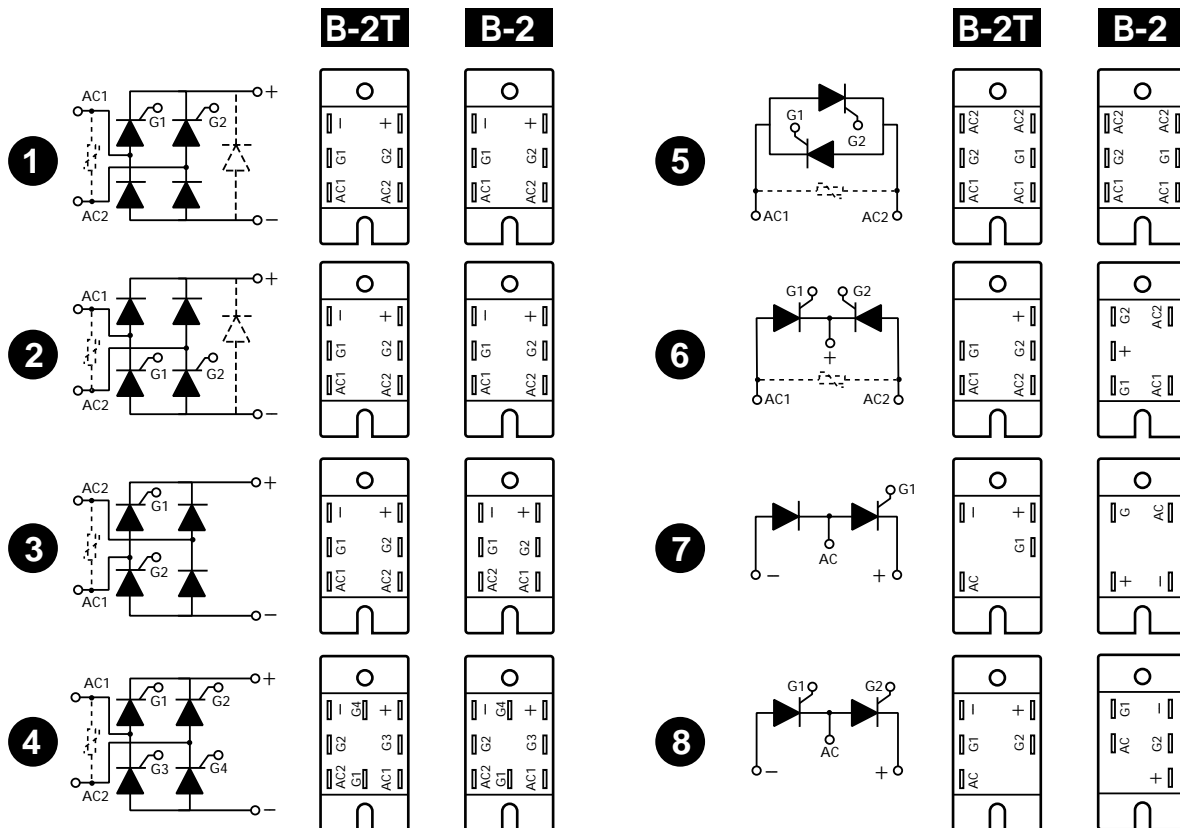 B-2T B-2 B-2T B-2
1
AC1 G1 G2 + AC2 −
− + G1 G2 AC1 AC2
− + G1 G2 AC1 AC2
2
AC1 + G1 G2 AC2 −
− + G1 G2 AC1 AC2
− + G1 G2 AC1 AC2
3
AC2 G1 + G2 AC1 −
− + G1 G2 AC1 AC2
− + G1 G2 AC2 AC1
4
AC1 G1 G2 + G3 G4 AC2 −
− G4 + G2 G3 AC2 G1 AC1
− G4 + G2 G3 AC2 G1 AC1
5
G1 G2 AC1 AC2
AC2 AC2 G2 G1 AC1 AC1
AC2 AC2 G2 G1 AC1 AC1
6
G1 G2 + AC1 AC2
+ G1 G2 AC1 AC2
G2 AC2 + G1 AC1
7
G1 AC − +
− + G1 AC
G AC + −
8
G1 G2 AC − +
− + G1 G2 AC
G1 − AC G2 +